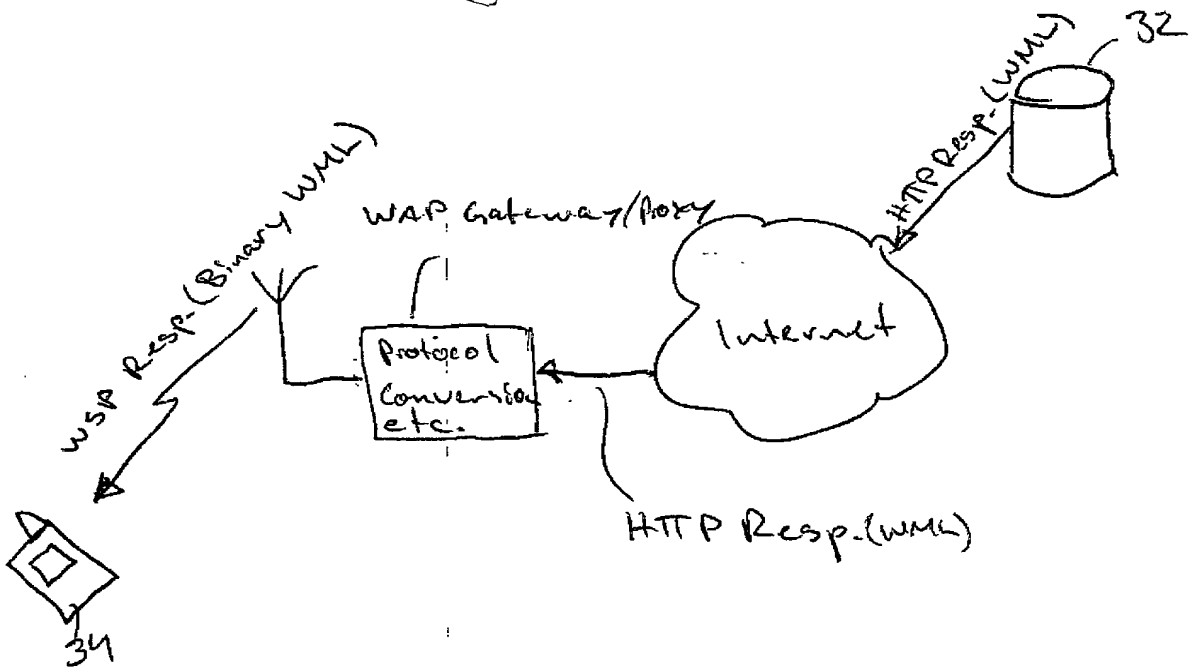 32
HTTP Resp.(WML)
WSP Resp.(Binary WML)
WAP Gateway/Proxy
Internet
Protocol
Conversion
etc.
HTTP Resp.(WML)
34